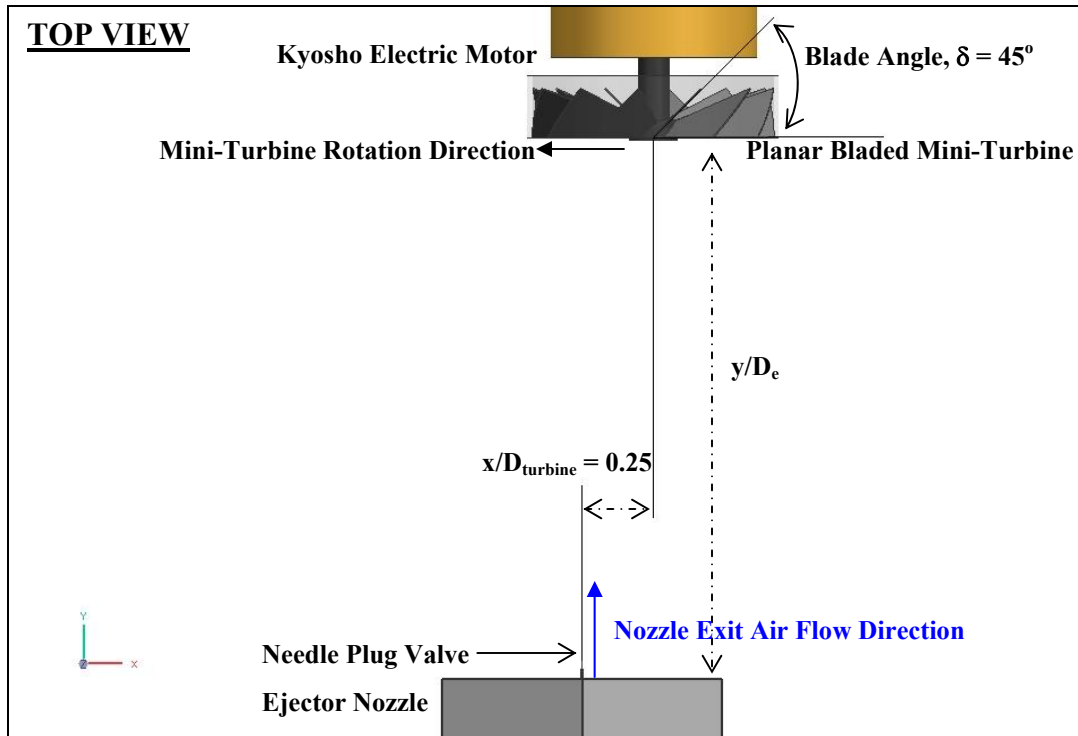 TOP VIEW
Kyosho Electric Motor
Blade Angle, δ = 45°
Mini-Turbine Rotation Direction
Planar Bladed Mini-Turbine
y/Dₑ
x/D_turbine = 0.25
Nozzle Exit Air Flow Direction
Y
X
Z
Needle Plug Valve
Ejector Nozzle